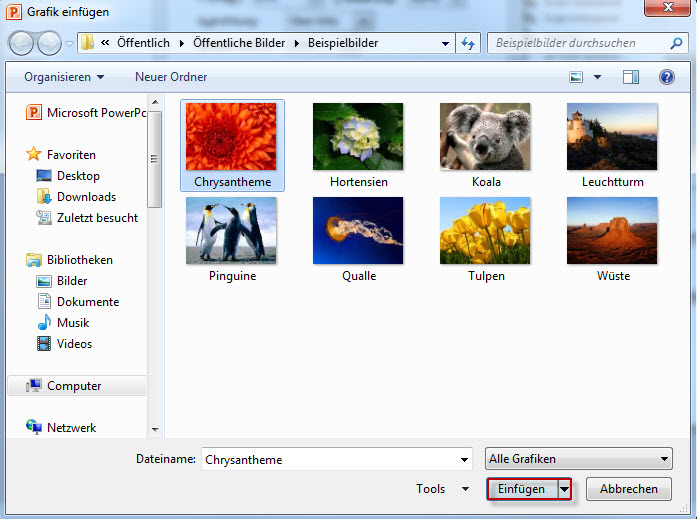 Grafik einfügen
« Öffentlich Öffentliche Bilder Beispielbilder
Beispielbilder durchsuchen
Organisieren Neuer Ordner
Microsoft PowerPo
Favoriten
Desktop
Downloads
Zuletzt besucht
Bibliotheken
Bilder
Dokumente
Musik
Videos
Computer
Netzwerk
Chrysantheme Hortensien Koala Leuchtturm
Pinguine Qualle Tulpen Wüste
Dateiname: Chrysantheme Alle Grafiken
Tools Einfügen Abbrechen